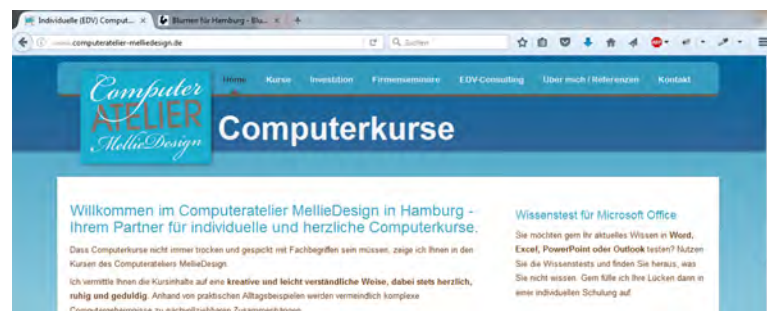 Individuelle (EDV) Comput...
Blumen für Hamburg - Blu...
www.computeratelier-melliedesign.de
Suchen
Home Kurse Investition Firmenseminare EDV-Consulting Über mich / Referenzen Kontakt
Computer
ATELIER
MellieDesign
Computerkurse
Willkommen im Computeratelier MellieDesign in Hamburg -
Ihrem Partner für individuelle und herzliche Computerkurse.
Dass Computerkurse nicht immer trocken und gespickt mit Fachbegriffen sein müssen, zeige ich Ihnen in den
Kursen des Computerateliers MellieDesign.
Ich vermittle Ihnen die Kursinhalte auf eine kreative und leicht verständliche Weise, dabei stets herzlich,
ruhig und geduldig. Anhand von praktischen Alltagsbeispielen werden vermeindlich komplexe
Wissenstest für Microsoft Office
Sie möchten gern Ihr aktuelles Wissen in Word,
Excel, PowerPoint oder Outlook testen? Nutzen
Sie die Wissenstests und finden Sie heraus, was
Sie nicht wissen. Gern fülle ich Ihre Lücken dann in
einer individuellen Schulung auf.